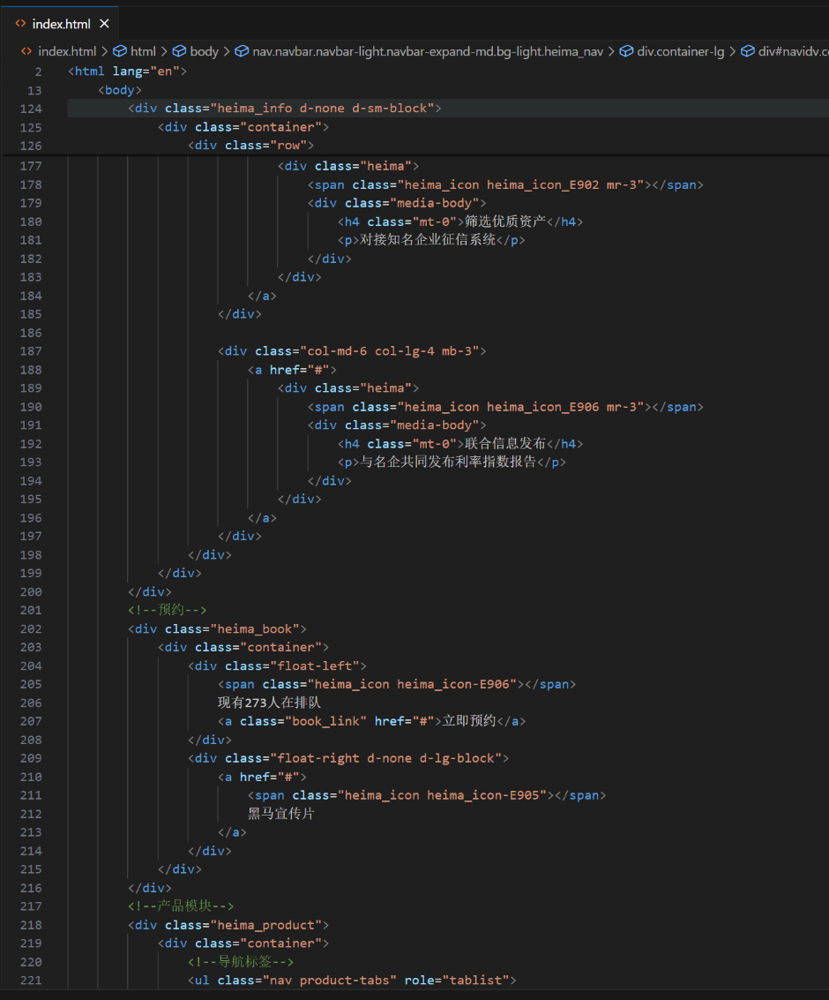 index.html
index.html > html > body > nav.navbar.navbar-light.navbar-expand-md.bg-light.heima_nav > div.container-lg > div#navidv.c
2 <html lang="en">
13 <body>
124 <div class="heima_info d-none d-sm-block">
125 <div class="container">
126 <div class="row">
177 <div class="heima">
178 <span class="heima_icon heima_icon_E902 mr-3"></span>
179 <div class="media-body">
180 <h4 class="mt-0">筛选优质资产</h4>
181 <p>对接知名企业征信系统</p>
182 </div>
183 </div>
184 </a>
185 </div>
186
187 <div class="col-md-6 col-lg-4 mb-3">
188 <a href="#">
189 <div class="heima">
190 <span class="heima_icon heima_icon_E906 mr-3"></span>
191 <div class="media-body">
192 <h4 class="mt-0">联合信息发布</h4>
193 <p>与名企共同发布利率指数报告</p>
194 </div>
195 </div>
196 </a>
197 </div>
198 </div>
199 </div>
200 </div>
201 <!--预约-->
202 <div class="heima_book">
203 <div class="container">
204 <div class="float-left">
205 <span class="heima_icon heima_icon-E906"></span>
206 现有273人在排队
207 <a class="book_link" href="#">立即预约</a>
208 </div>
209 <div class="float-right d-none d-lg-block">
210 <a href="#">
211 <span class="heima_icon heima_icon-E905"></span>
212 黑马宣传片
213 </a>
214 </div>
215 </div>
216 </div>
217 <!--产品模块-->
218 <div class="heima_product">
219 <div class="container">
220 <!--导航标签-->
221 <ul class="nav product-tabs" role="tablist">